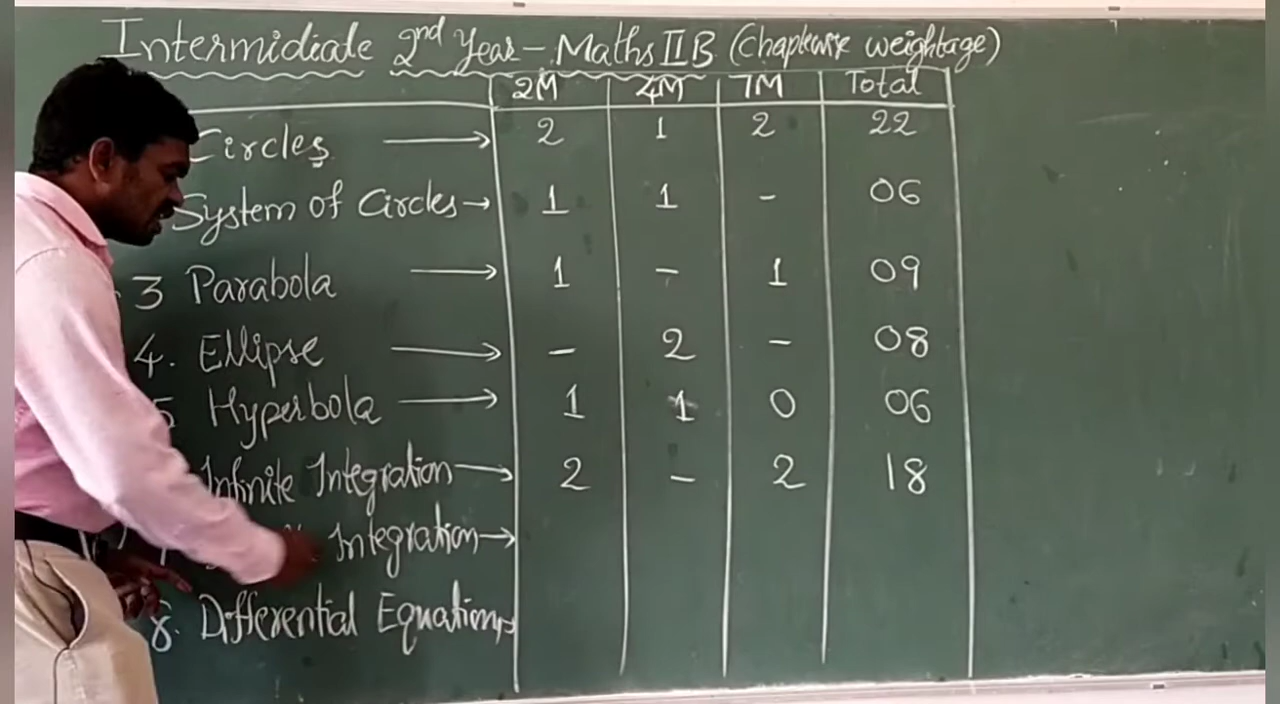 Intermidiate 2nd Year - Maths II B (Chapterwise weightage)
2M 4M 7M Total
Circles → 2 1 2 22
System of Circles → 1 1 - 06
3 Parabola → 1 - 1 09
4. Ellipse → - 2 - 08
5 Hyperbola → 1 1 0 06
Infinite Integration → 2 - 2 18
Integration →
8. Differential Equations →